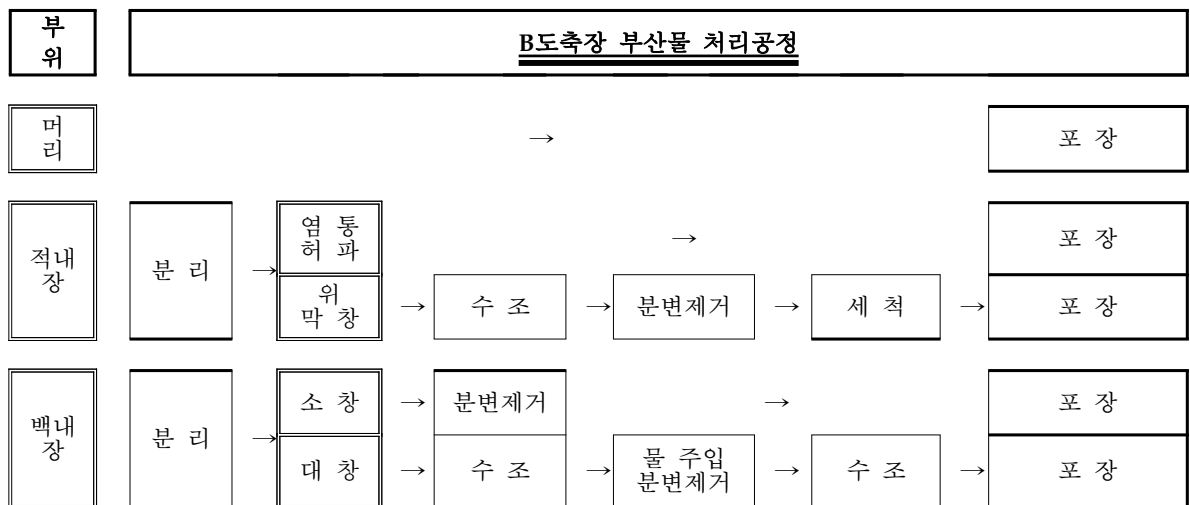 부
위
B도축장 부산물 처리공정
머
리
→
포 장
적내
장
분 리
→
염 통
허 파
→
포 장
위
막 창
→
수 조
→
분변제거
→
세 척
→
포 장
백내
장
분 리
→
소 창
→
분변제거
→
포 장
대 창
→
수 조
→
물 주입
분변제거
→
수 조
→
포 장